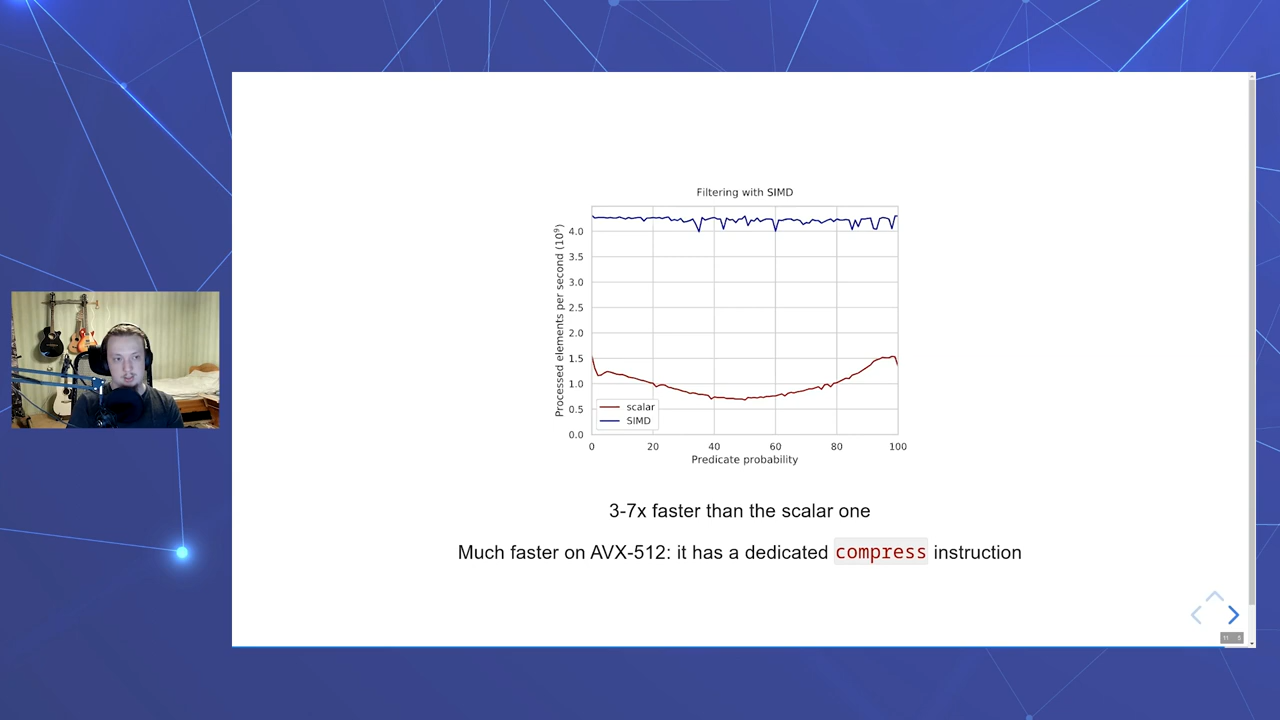 Filtering with SIMD
Processed elements per second (10⁹)
4.0
3.5
3.0
2.5
2.0
1.5
1.0
0.5
0.0
scalar
SIMD
0 20 40 60 80 100
Predicate probability
3-7x faster than the scalar one
Much faster on AVX-512: it has a dedicated compress instruction